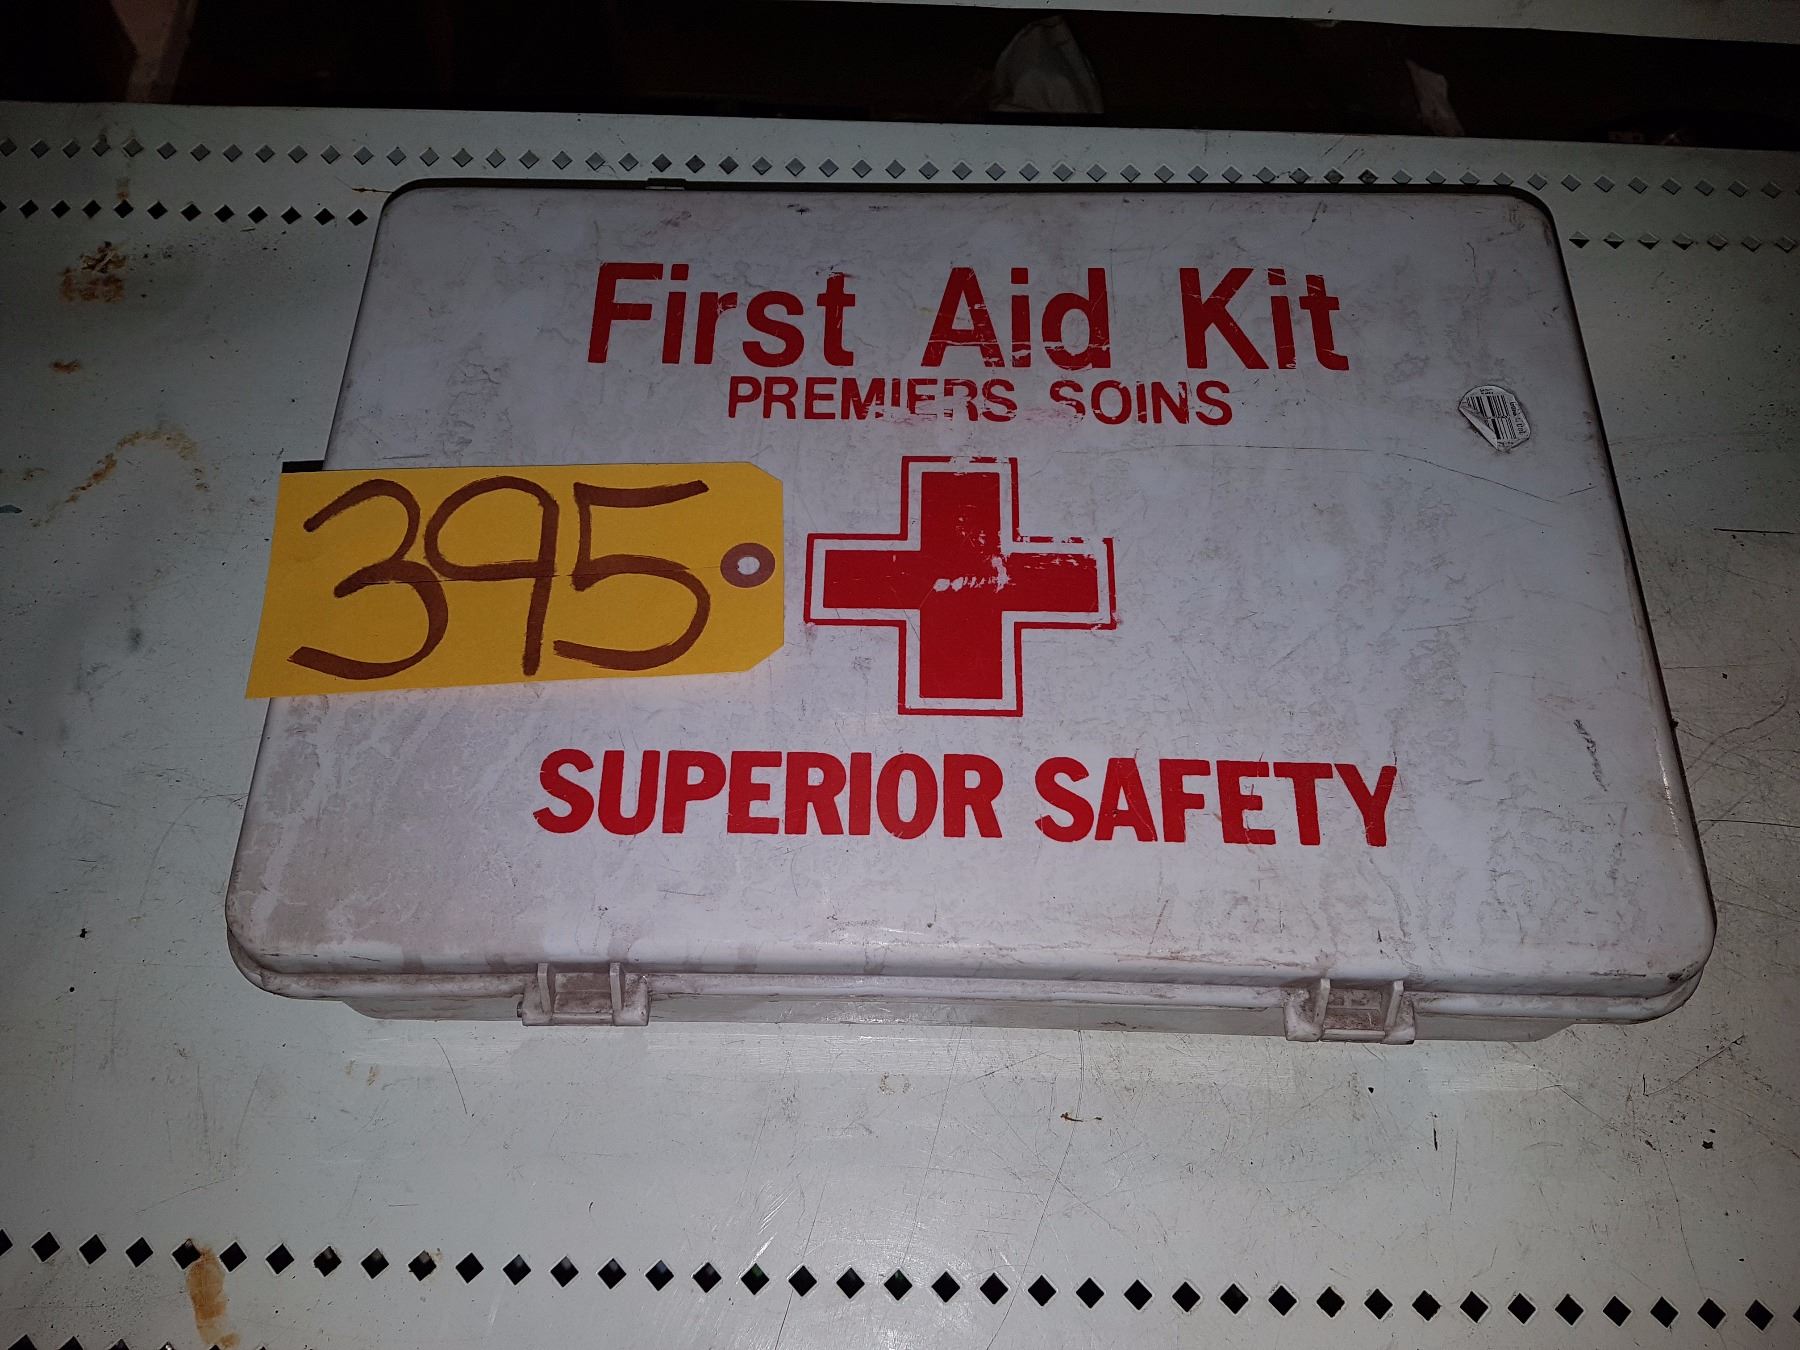 First Aid Kit
PREMIERS SOINS
395
SUPERIOR SAFETY